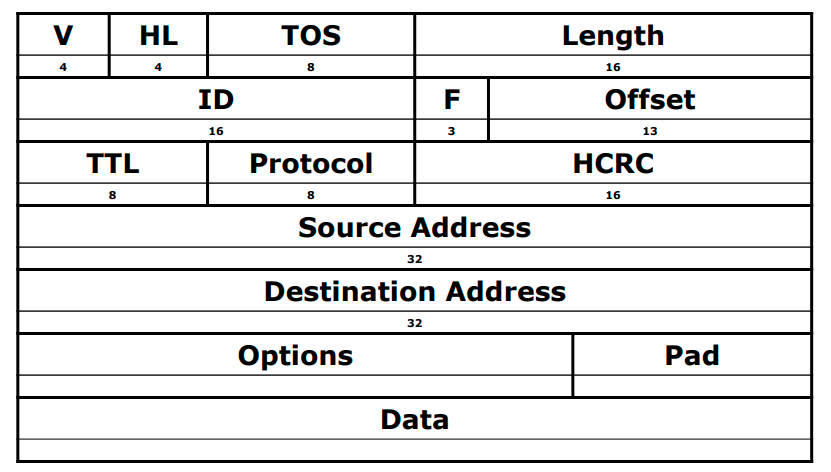 V HL TOS Length
4 4 8 16
ID F Offset
16 3 13
TTL Protocol HCRC
8 8 16
Source Address
32
Destination Address
32
Options Pad
Data